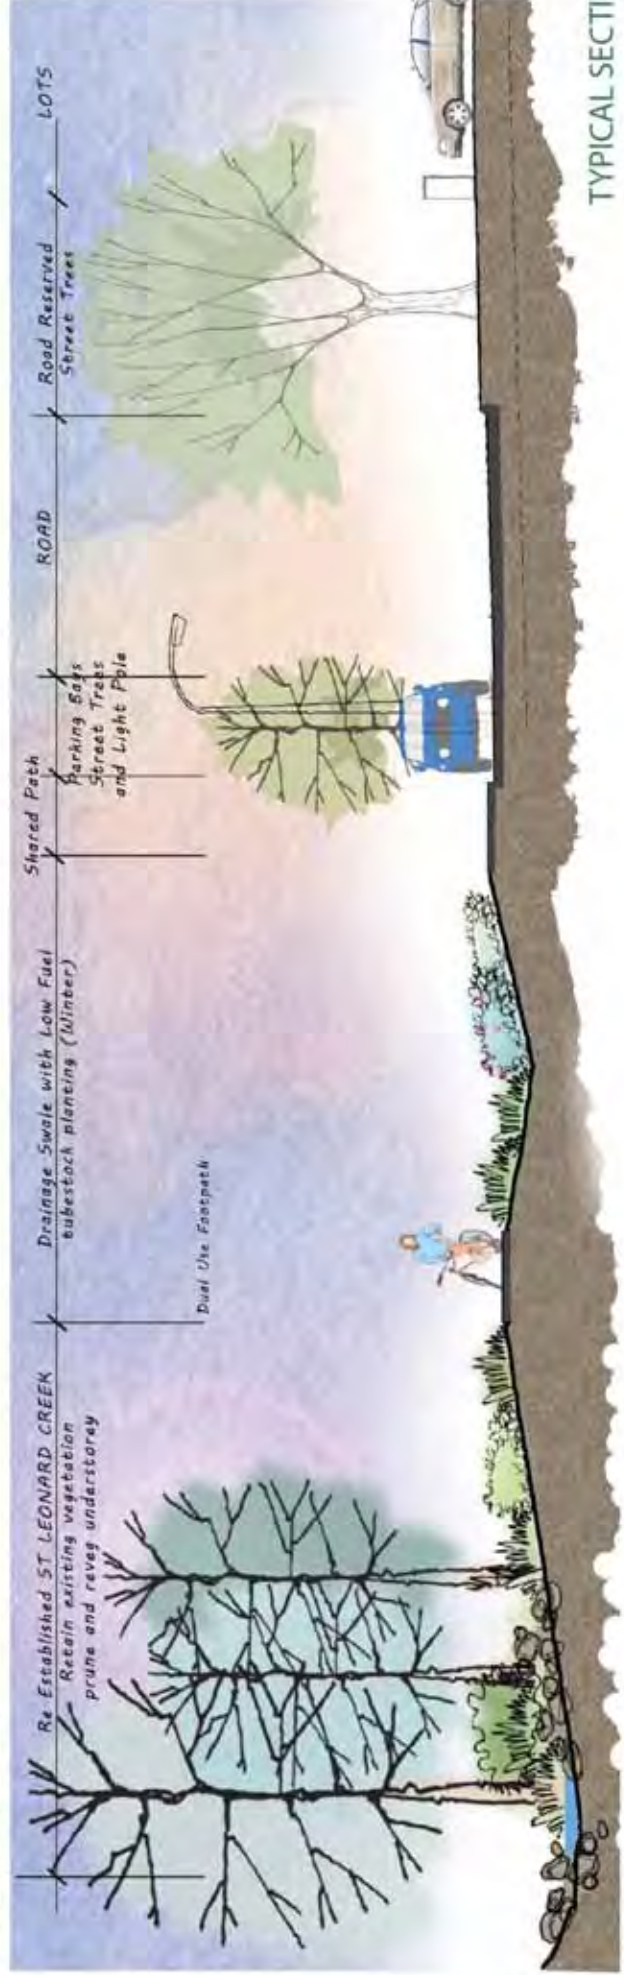 Re Established ST LEONARD CREEK
Retain existing vegetation
prune and reveg understorey
Drainage Swale with Low Fuel
tubestock planting (Winter)
Dual Use Footpath
Shared Path
Parking Bays
Street Trees
and Light Pole
ROAD
Road Reserved
Street Trees
LOTS
TYPICAL SECTI